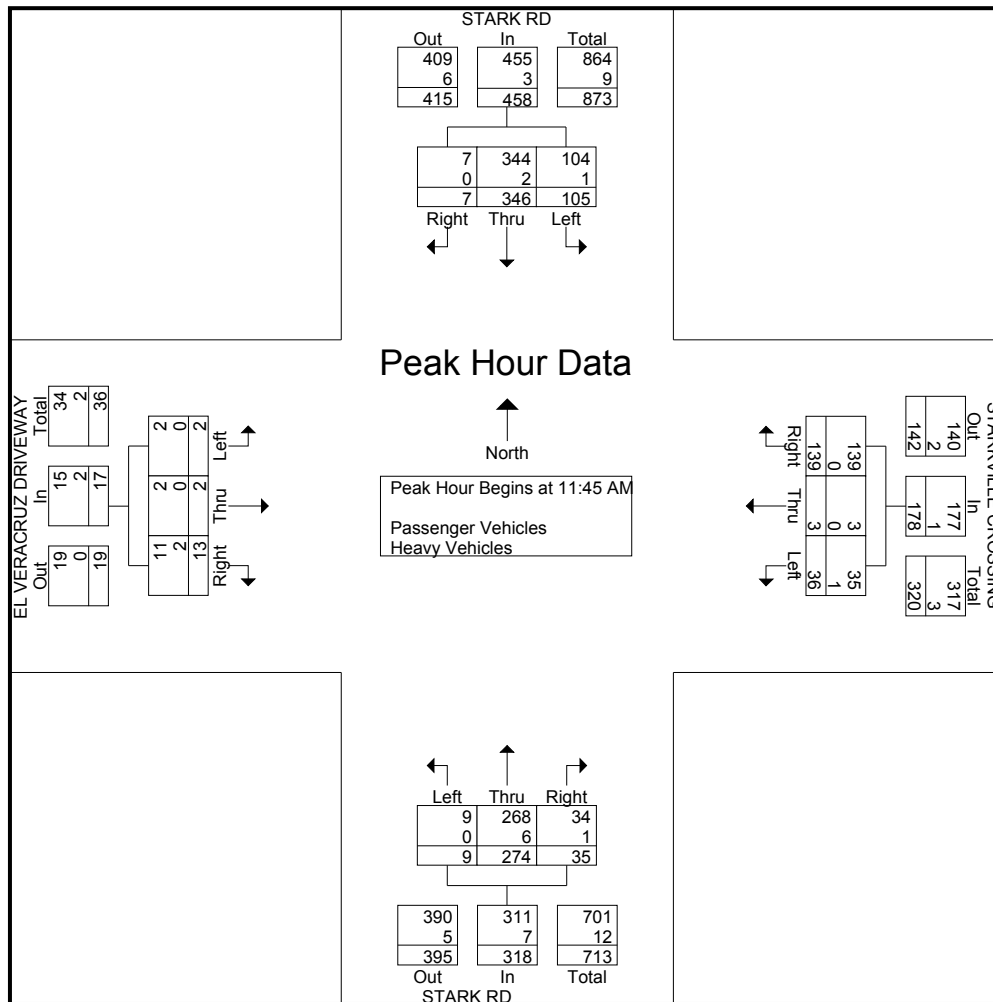 STARK RD
Out In Total
409 455 864
6 3 9
415 458 873
7 344 104
0 2 1
7 346 105
Right Thru Left
Peak Hour Data
North
Peak Hour Begins at 11:45 AM
Passenger Vehicles
Heavy Vehicles
EL VERACRUZ DRIVEWAY
Out In Total
19 15 34
0 2 2
19 17 36
Right Thru Left
11 2 2
2 0 0
13 2 2
STARKVILLE CROSSING
Out In Total
140 177 317
2 1 3
142 178 320
Right Thru Left
139 3 35
0 0 1
139 3 36
Left Thru Right
9 268 34
0 6 1
9 274 35
390 311 701
5 7 12
395 318 713
Out In Total
STARK RD